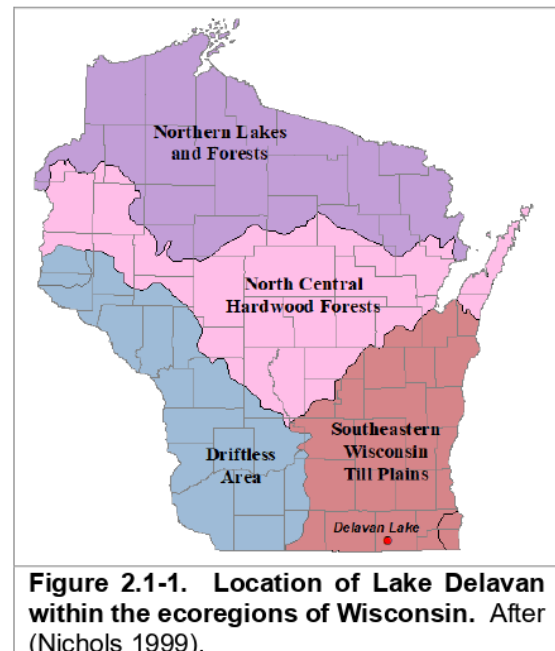 Northern Lakes
and Forests
North Central
Hardwood Forests
Southeastern
Wisconsin
Till Plains
Driftless
Area
Delavan Lake
Figure 2.1-1. Location of Lake Delavan
within the ecoregions of Wisconsin. After
(Nichols 1999).